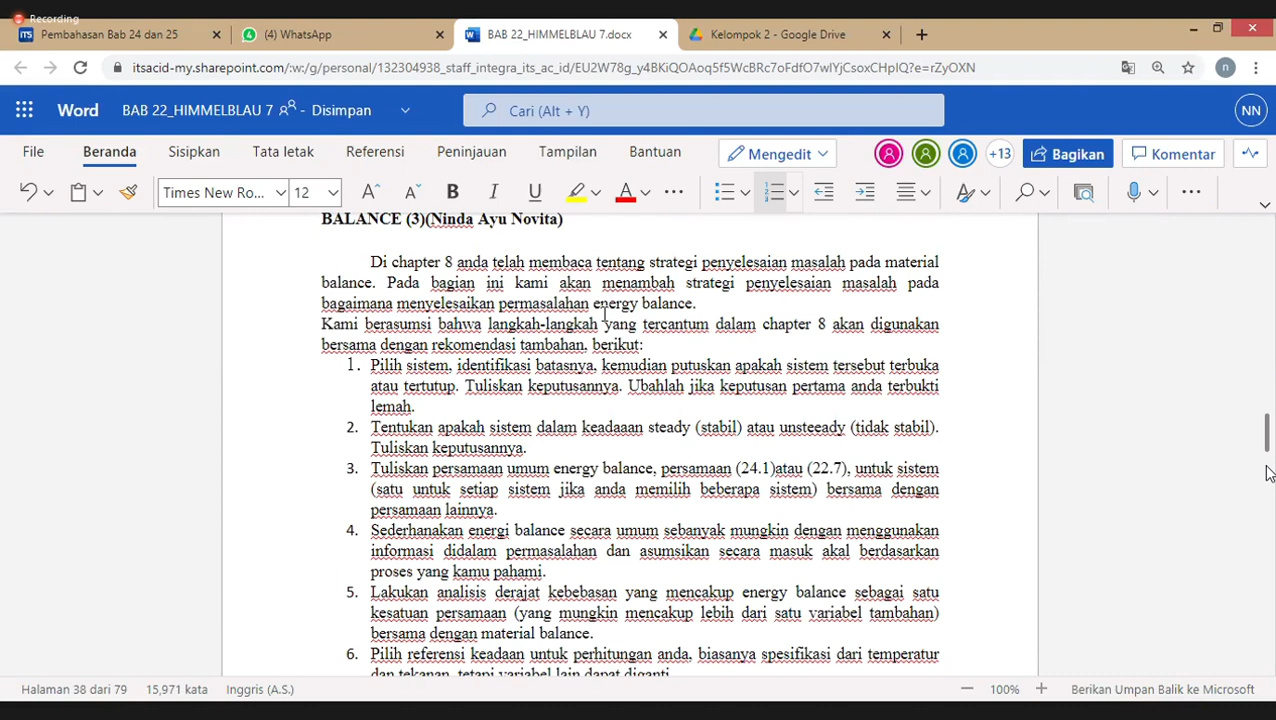 Recording
Pembahasan Bab 24 dan 25
(4) WhatsApp
BAB 22_HIMMELBLAU 7.docx
Kelompok 2 - Google Drive
itsacid-my.sharepoint.com/:w:/g/personal/132304938_staff_integra_its_ac_id/EU2W78g_y4BKiQOAoq5f5WcBRc7oFdfO7wIYjCsoxCHpIQ?e=rZyOXN
Word BAB 22_HIMMELBLAU 7 - Disimpan
Cari (Alt + Y)
NN
File Beranda Sisipkan Tata letak Referensi Peninjauan Tampilan Bantuan
Mengedit
+13
Bagikan
Komentar
Times New Ro... 12
BALANCE (3)(Ninda Ayu Novita)
Di chapter 8 anda telah membaca tentang strategi penyelesaian masalah pada material
balance. Pada bagian ini kami akan menambah strategi penyelesaian masalah pada
bagaimana menyelesaikan permasalahan energy balance.
Kami berasumsi bahwa langkah-langkah yang tercantum dalam chapter 8 akan digunakan
bersama dengan rekomendasi tambahan, berikut:
1. Pilih sistem, identifikasi batasnya, kemudian putuskan apakah sistem tersebut terbuka
atau tertutup. Tuliskan keputusannya. Ubahlah jika keputusan pertama anda terbukti
lemah.
2. Tentukan apakah sistem dalam keadaaan steady (stabil) atau unsteeady (tidak stabil).
Tuliskan keputusannya.
3. Tuliskan persamaan umum energy balance, persamaan (24.1)atau (22.7), untuk sistem
(satu untuk setiap sistem jika anda memilih beberapa sistem) bersama dengan
persamaan lainnya.
4. Sederhanakan energi balance secara umum sebanyak mungkin dengan menggunakan
informasi didalam permasalahan dan asumsikan secara masuk akal berdasarkan
proses yang kamu pahami.
5. Lakukan analisis derajat kebebasan yang mencakup energy balance sebagai satu
kesatuan persamaan (yang mungkin mencakup lebih dari satu variabel tambahan)
bersama dengan material balance.
6. Pilih referensi keadaan untuk perhitungan anda, biasanya spesifikasi dari temperatur
dan tekanan, tetapi variabel lain dapat diganti.
Halaman 38 dari 79 15,971 kata Inggris (A.S.)
100%
Berikan Umpan Balik ke Microsoft